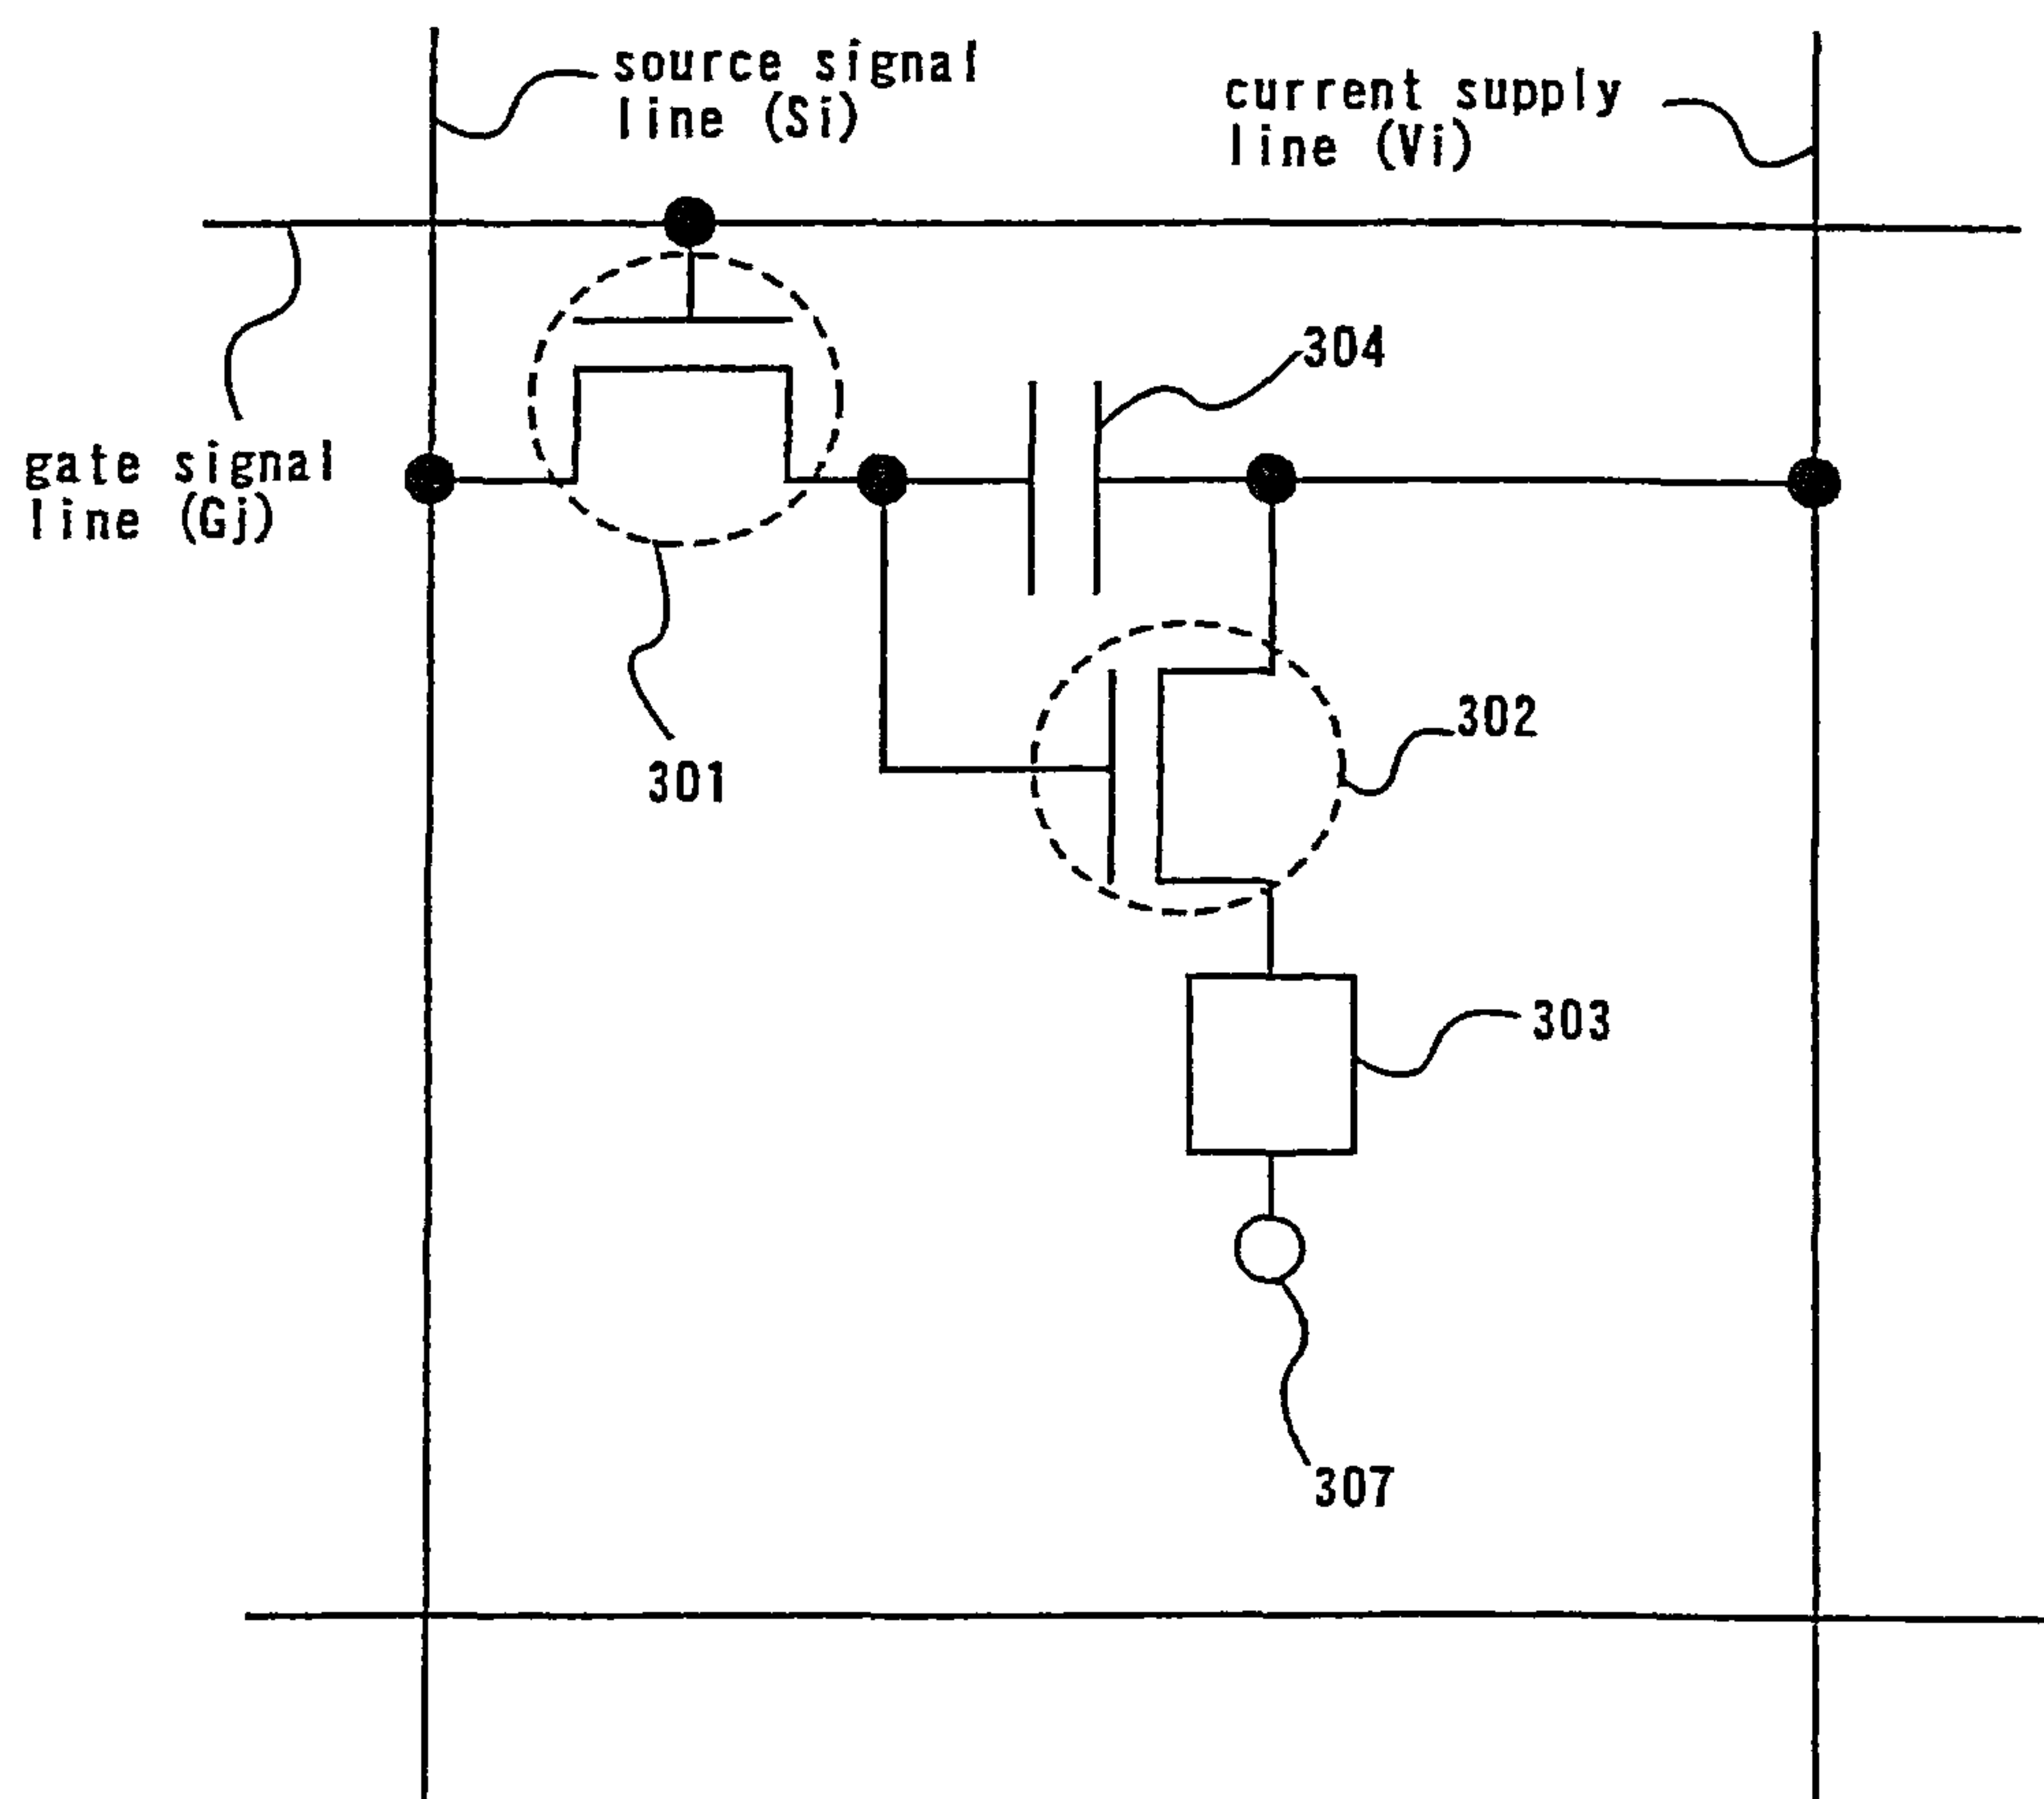 source signal
line (Si)
current supply
line (Vi)
gate signal
line (Gj)
304
302
301
303
307